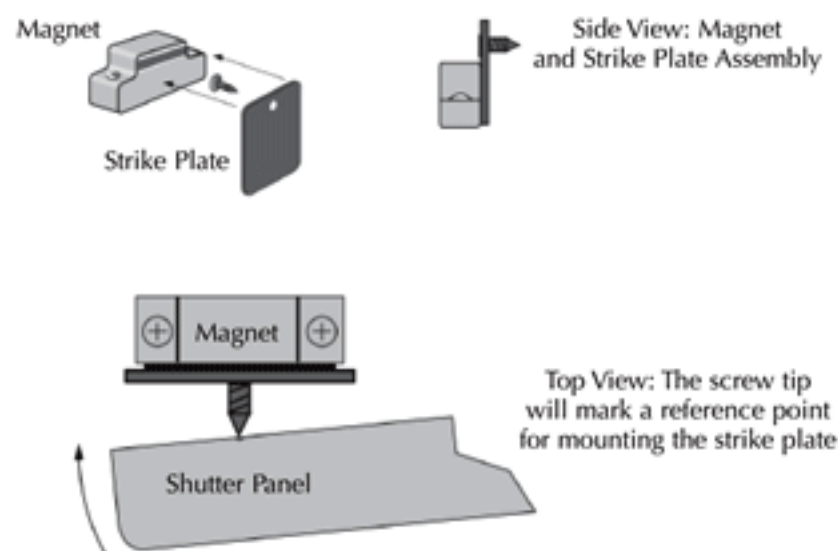 Magnet
Strike Plate
Side View: Magnet
and Strike Plate Assembly
Magnet
Top View: The screw tip
will mark a reference point
for mounting the strike plate
Shutter Panel